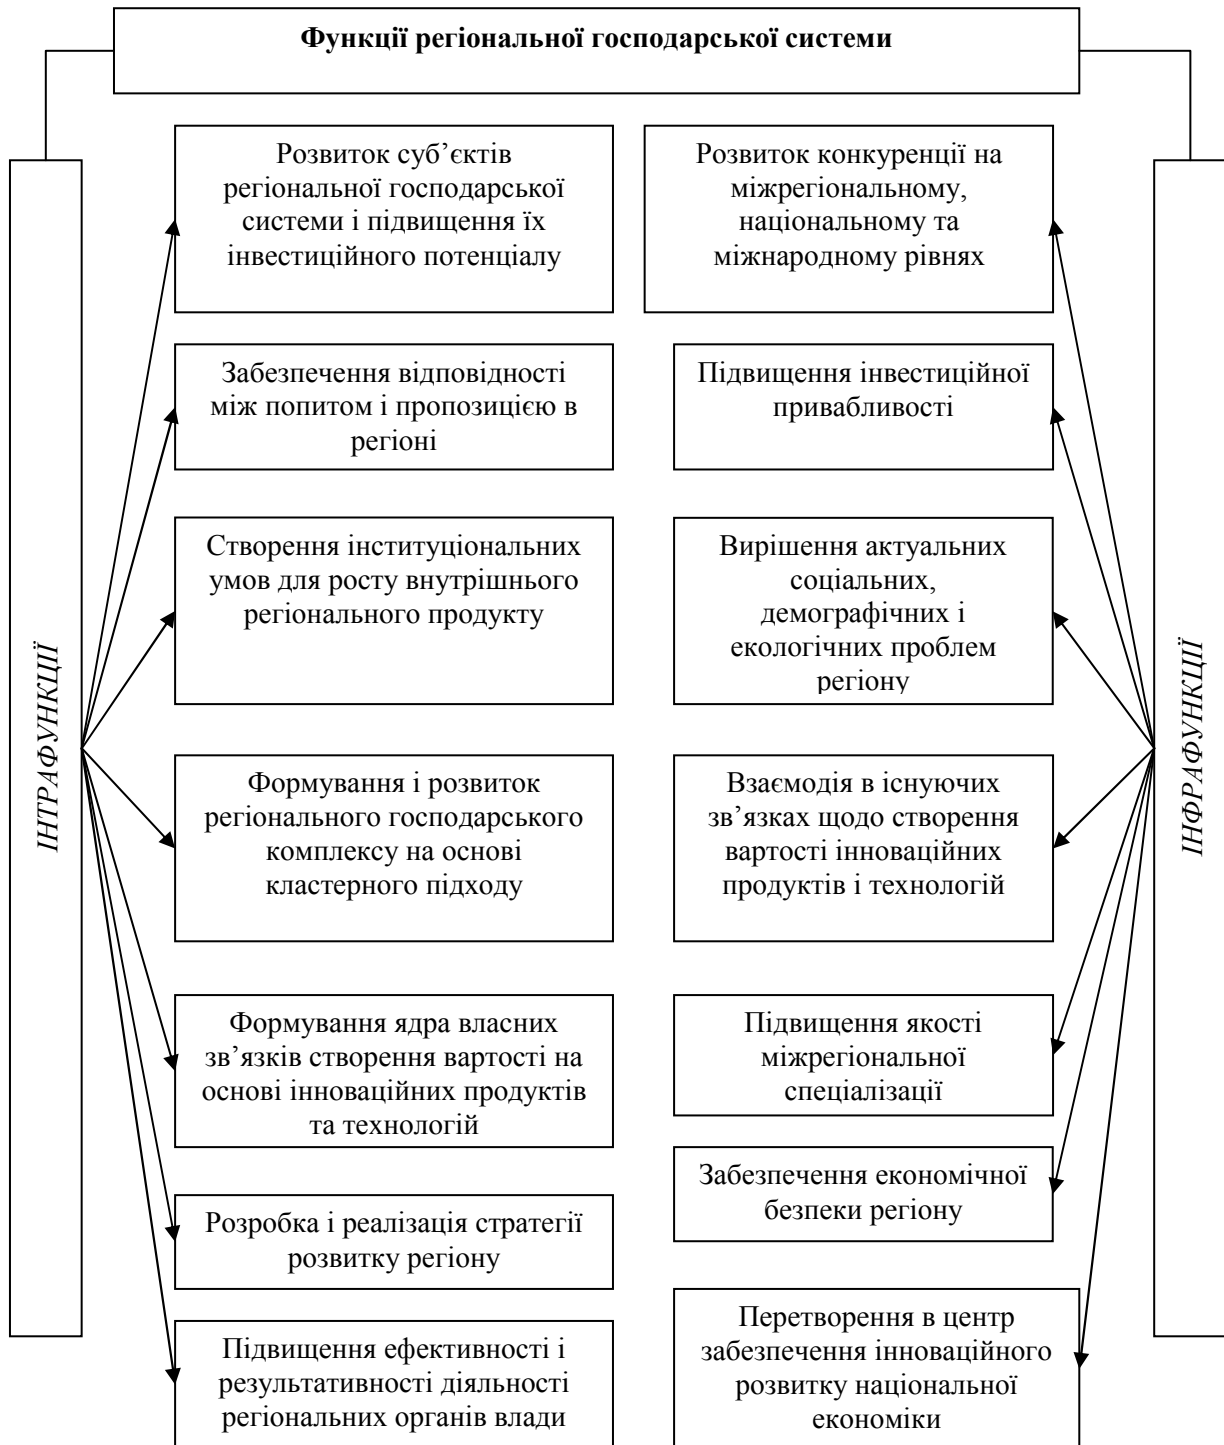 Функції регіональної господарської системи
ІНТРАФУНКЦІЇ
Розвиток суб’єктів
регіональної господарської
системи і підвищення їх
інвестиційного потенціалу
Забезпечення відповідності
між попитом і пропозицією в
регіоні
Створення інституціональних
умов для росту внутрішнього
регіонального продукту
Формування і розвиток
регіонального господарського
комплексу на основі
кластерного підходу
Формування ядра власних
зв’язків створення вартості на
основі інноваційних продуктів
та технологій
Розробка і реалізація стратегії
розвитку регіону
Підвищення ефективності і
результативності діяльності
регіональних органів влади
Розвиток конкуренції на
міжрегіональному,
національному та
міжнародному рівнях
Підвищення інвестиційної
привабливості
Вирішення актуальних
соціальних,
демографічних і
екологічних проблем
регіону
Взаємодія в існуючих
зв’язках щодо створення
вартості інноваційних
продуктів і технологій
Підвищення якості
міжрегіональної
спеціалізації
Забезпечення економічної
безпеки регіону
Перетворення в центр
забезпечення інноваційного
розвитку національної
економіки
ІНФРАФУНКЦІЇ